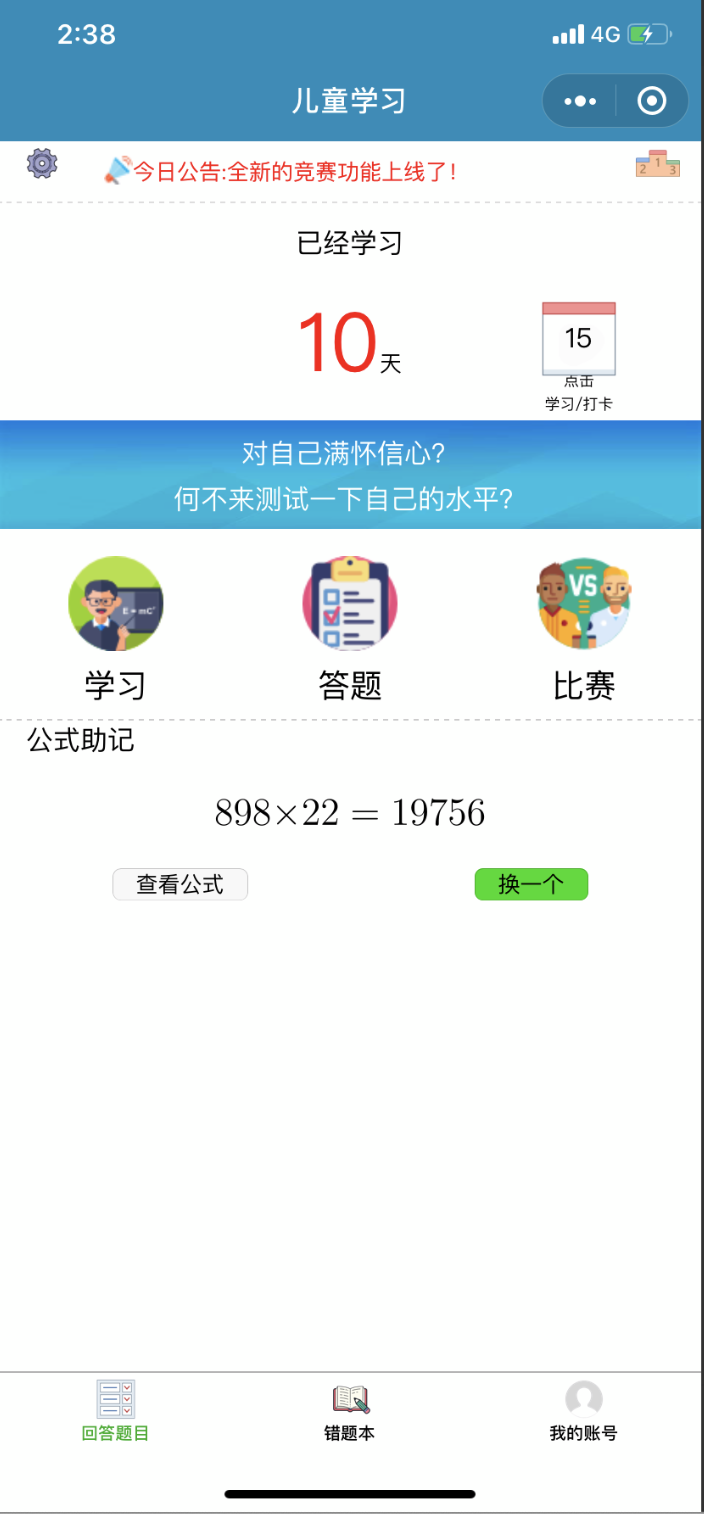 2:38
4G
儿童学习
今日公告:全新的竞赛功能上线了!
2 1 3
已经学习
10天
15
点击
学习/打卡
对自己满怀信心?
何不来测试一下自己的水平?
E=mC²
VS
学习
答题
比赛
公式助记
898×22 = 19756
查看公式
换一个
回答题目
错题本
我的账号